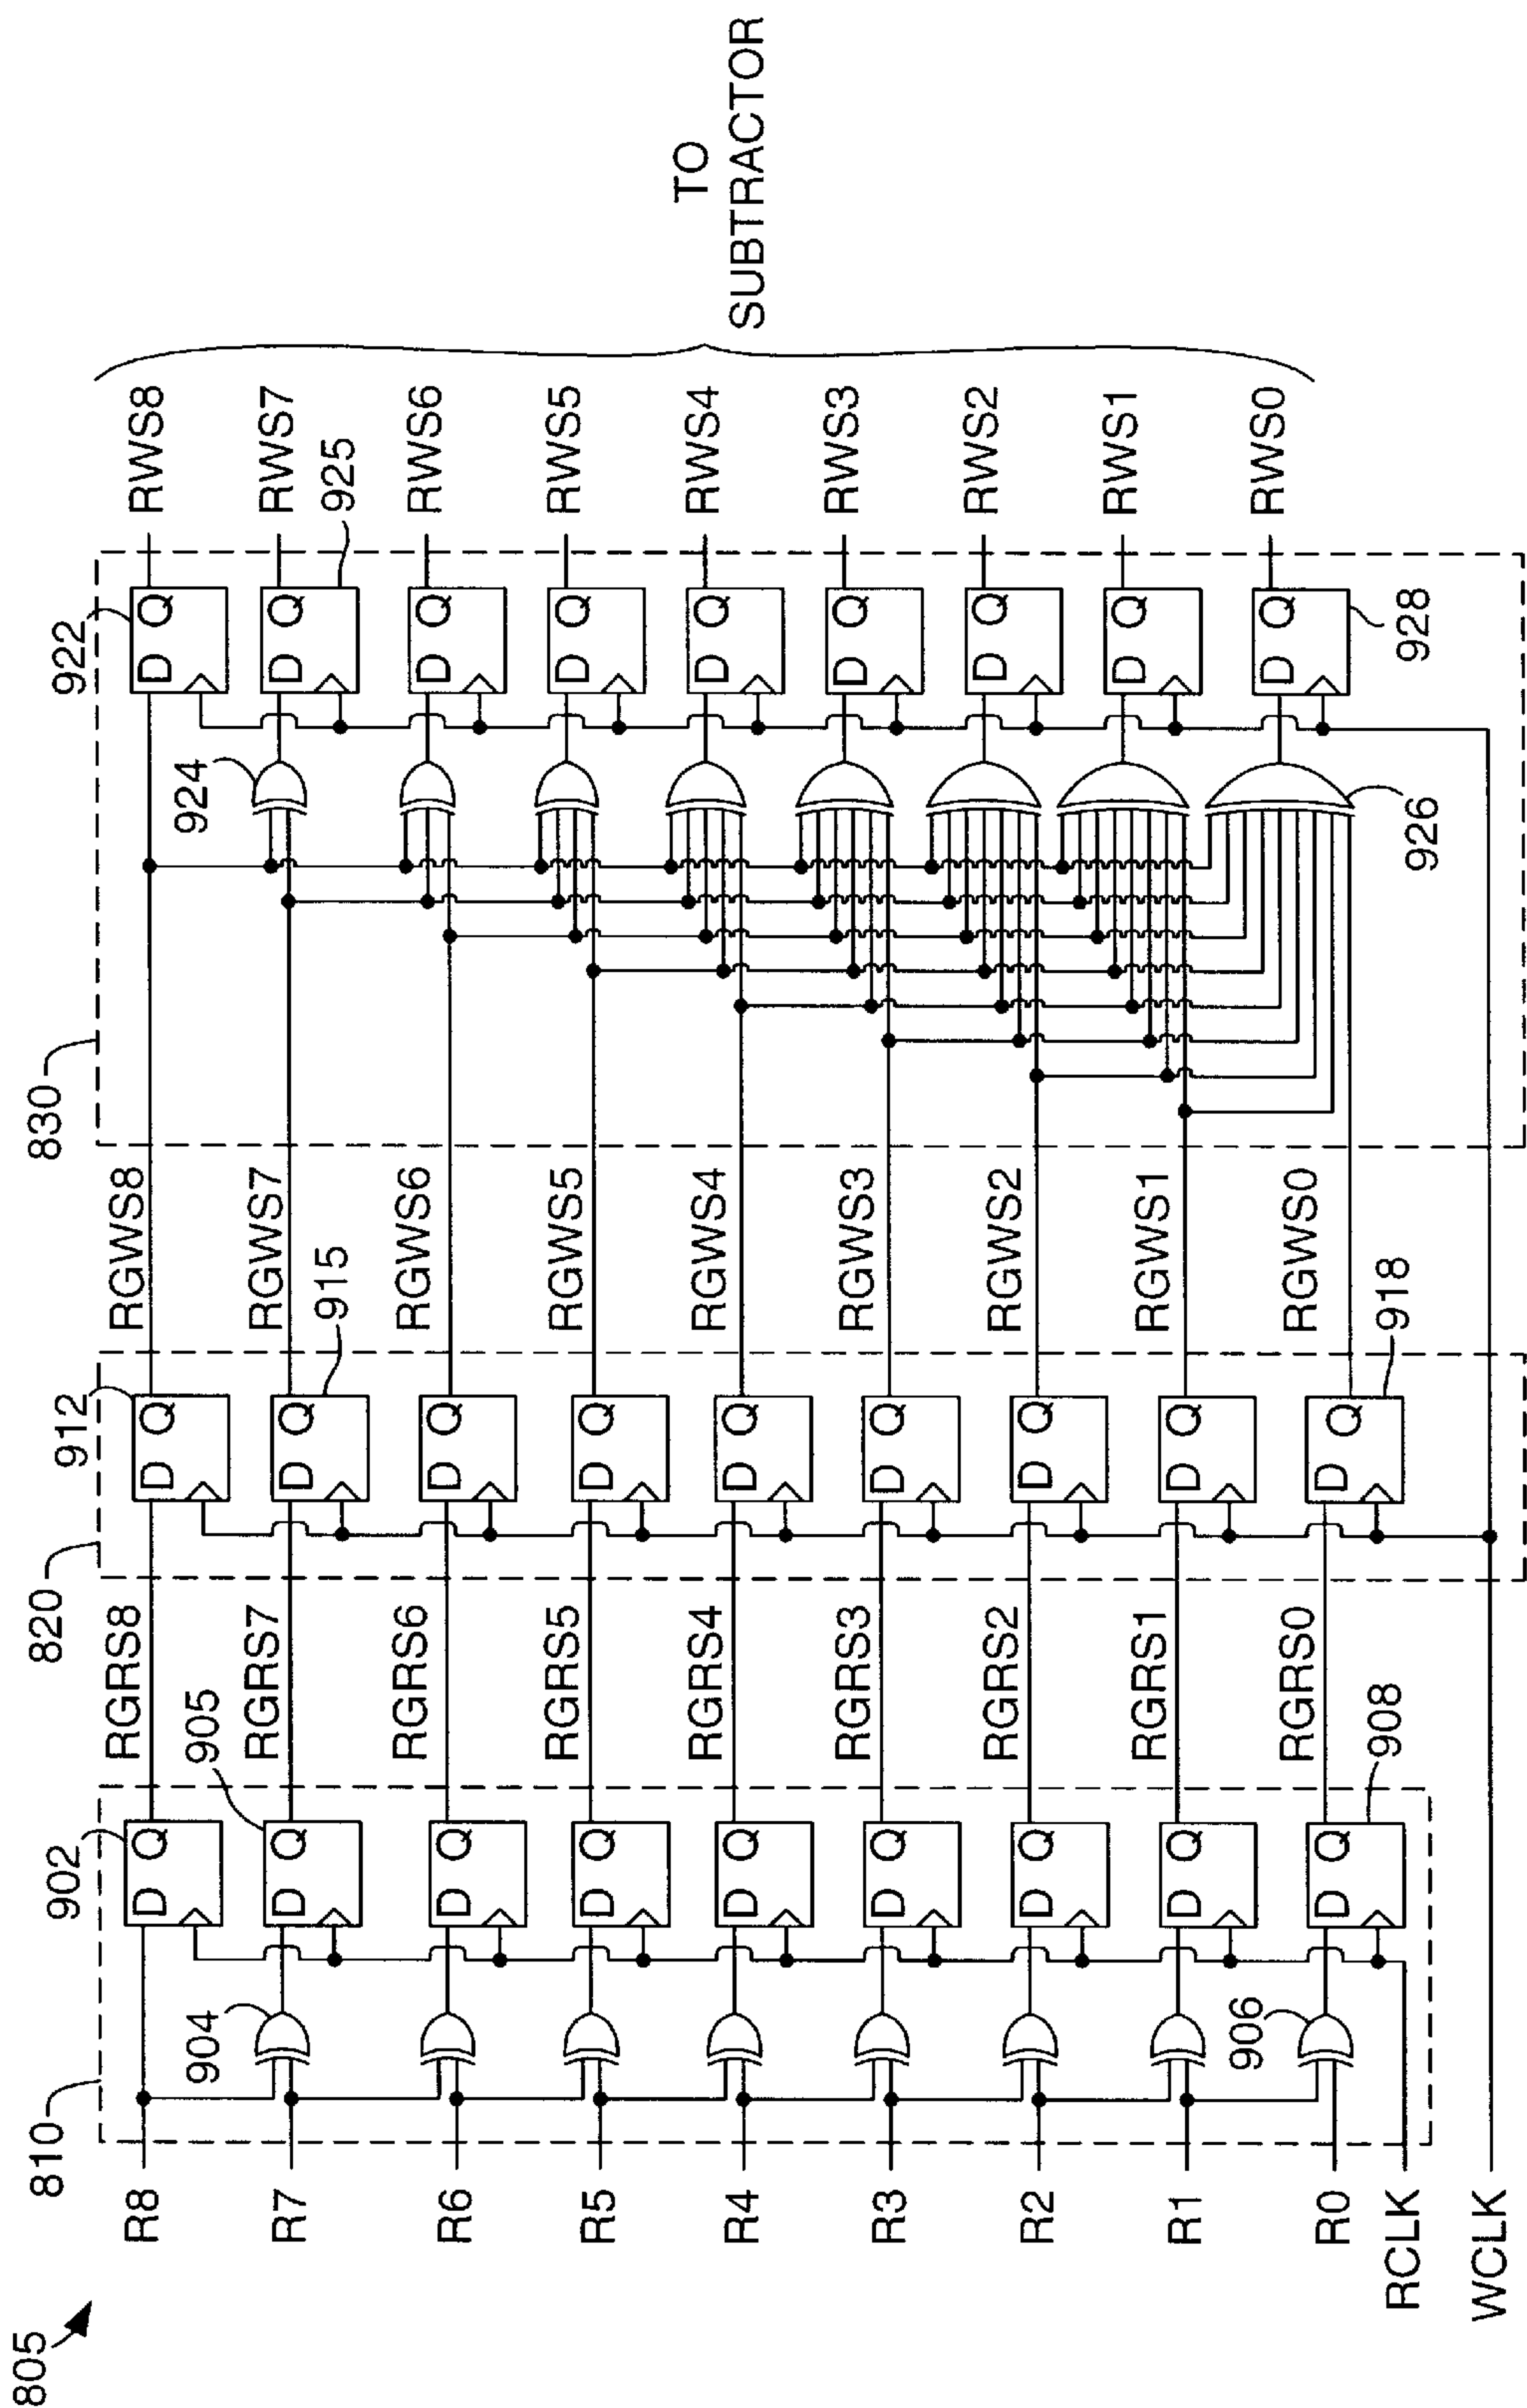 805
810
820
830
R8
R7
R6
R5
R4
R3
R2
R1
R0
RCLK
WCLK
904
906
902
D Q
905
D Q
D Q
D Q
D Q
D Q
D Q
D Q
D Q
908
RGRS8
RGRS7
RGRS6
RGRS5
RGRS4
RGRS3
RGRS2
RGRS1
RGRS0
912
D Q
D Q
915
D Q
D Q
D Q
D Q
D Q
D Q
D Q
918
RGWS8
RGWS7
RGWS6
RGWS5
RGWS4
RGWS3
RGWS2
RGWS1
RGWS0
924
926
922
D Q
D Q
925
D Q
D Q
D Q
D Q
D Q
D Q
D Q
928
RWS8
RWS7
RWS6
RWS5
RWS4
RWS3
RWS2
RWS1
RWS0
TO
SUBTRACTOR